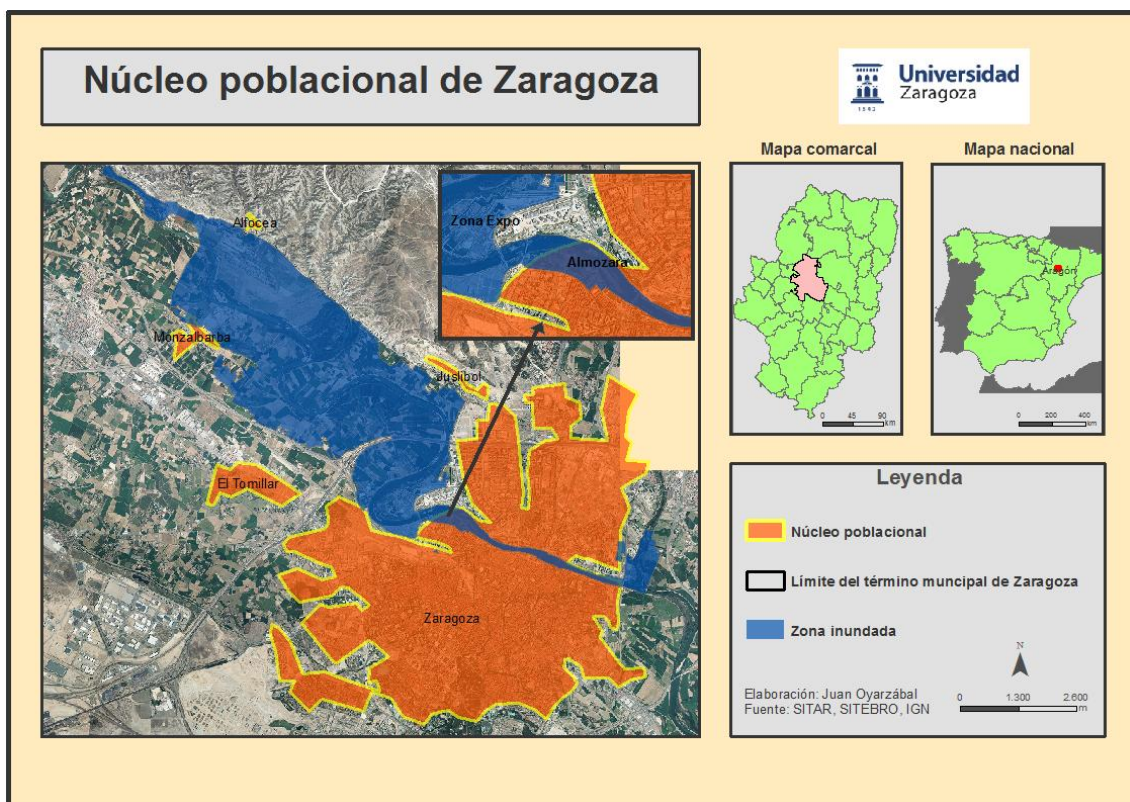 Núcleo poblacional de Zaragoza
Universidad
Zaragoza
1542
Mapa comarcal
Mapa nacional
Alfocea
Monzalbarba
Juslibol
El Tomillar
Zaragoza
Zona Expo
Almozara
0 45 90
km
Aragón
0 200 400
km
Leyenda
Núcleo poblacional
Límite del término muncipal de Zaragoza
Zona inundada
N
Elaboración: Juan Oyarzábal
Fuente: SITAR, SITEBRO, IGN
0 1.300 2.600
m